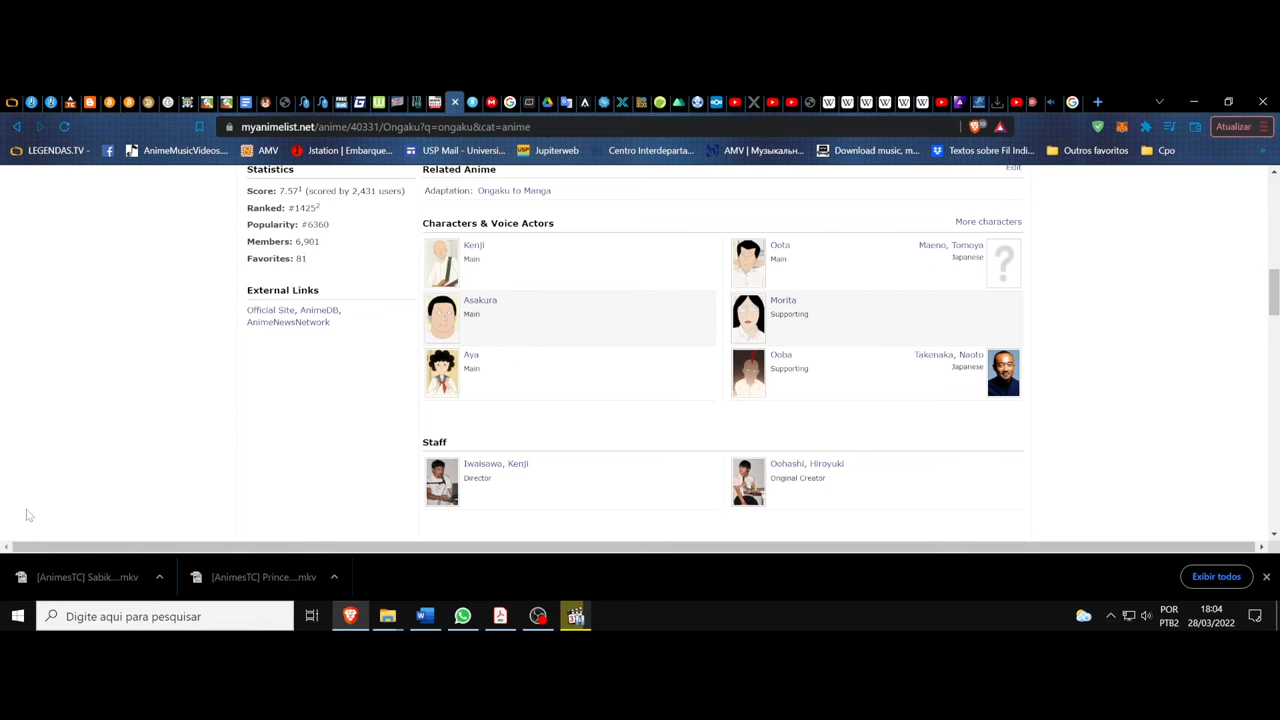 myanimelist.net/anime/40331/Ongaku?q=ongaku&cat=anime
Atualizar
LEGENDAS.TV -
AnimeMusicVideos...
AMV
Jstation | Embarque...
USP Mail - Universi...
Jupiterweb
Centro Interdeparta...
AMV | Музыкальн...
Download music, m...
Textos sobre Fil Indi...
Outros favoritos
Cpo
Statistics
Score: 7.57¹ (scored by 2,431 users)
Ranked: #1425²
Popularity: #6360
Members: 6,901
Favorites: 81
External Links
Official Site, AnimeDB,
AnimeNewsNetwork
Related Anime
Edit
Adaptation: Ongaku to Manga
Characters & Voice Actors
More characters
Kenji
Main
Oota
Main
Maeno, Tomoya
Japanese
Asakura
Main
Morita
Supporting
Aya
Main
Ooba
Supporting
Takenaka, Naoto
Japanese
Staff
Iwaisawa, Kenji
Director
Oohashi, Hiroyuki
Original Creator
[AnimesTC] Sabik....mkv
[AnimesTC] Prince....mkv
Exibir todos
Digite aqui para pesquisar
POR
PTB2
18:04
28/03/2022